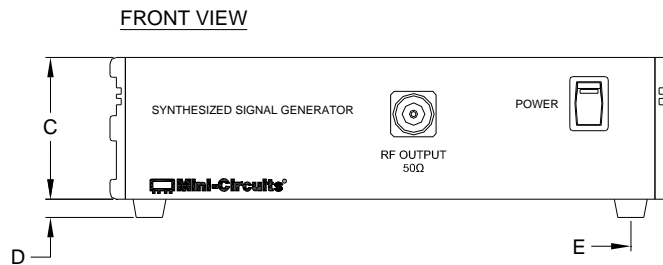 FRONT VIEW
C
SYNTHESIZED SIGNAL GENERATOR
POWER
RF OUTPUT
50Ω
Mini-Circuits®
D
E